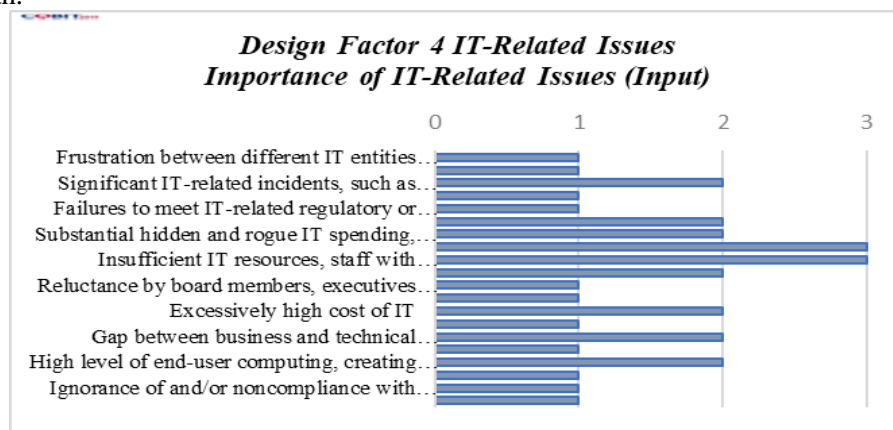 COBIT
Design Factor 4 IT-Related Issues
Importance of IT-Related Issues (Input)
0 1 2 3
Frustration between different IT entities...
Significant IT-related incidents, such as...
Failures to meet IT-related regulatory or...
Substantial hidden and rogue IT spending,...
Insufficient IT resources, staff with...
Reluctance by board members, executives...
Excessively high cost of IT
Gap between business and technical...
High level of end-user computing, creating...
Ignorance of and/or noncompliance with...